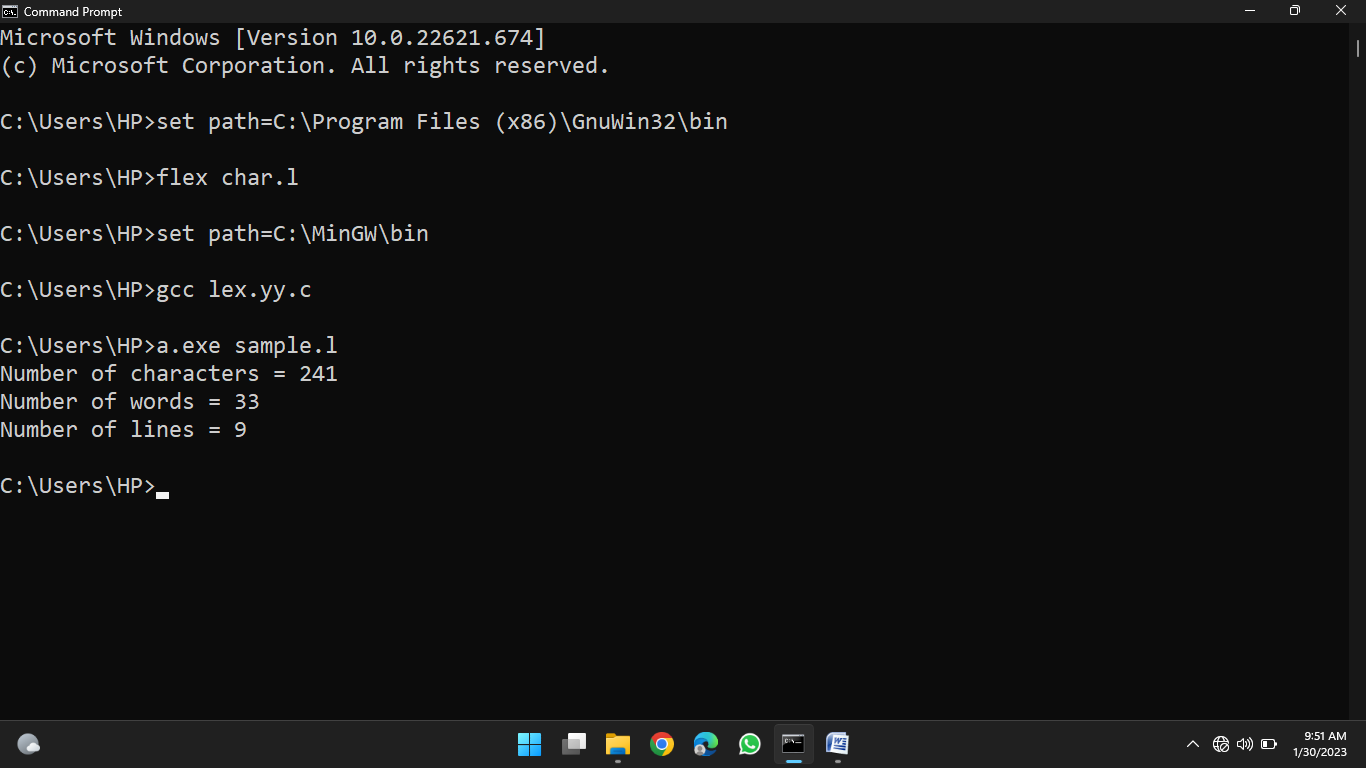 Command Prompt
Microsoft Windows [Version 10.0.22621.674]
(c) Microsoft Corporation. All rights reserved.
C:\Users\HP>set path=C:\Program Files (x86)\GnuWin32\bin
C:\Users\HP>flex char.l
C:\Users\HP>set path=C:\MinGW\bin
C:\Users\HP>gcc lex.yy.c
C:\Users\HP>a.exe sample.l
Number of characters = 241
Number of words = 33
Number of lines = 9
C:\Users\HP>
9:51 AM
1/30/2023